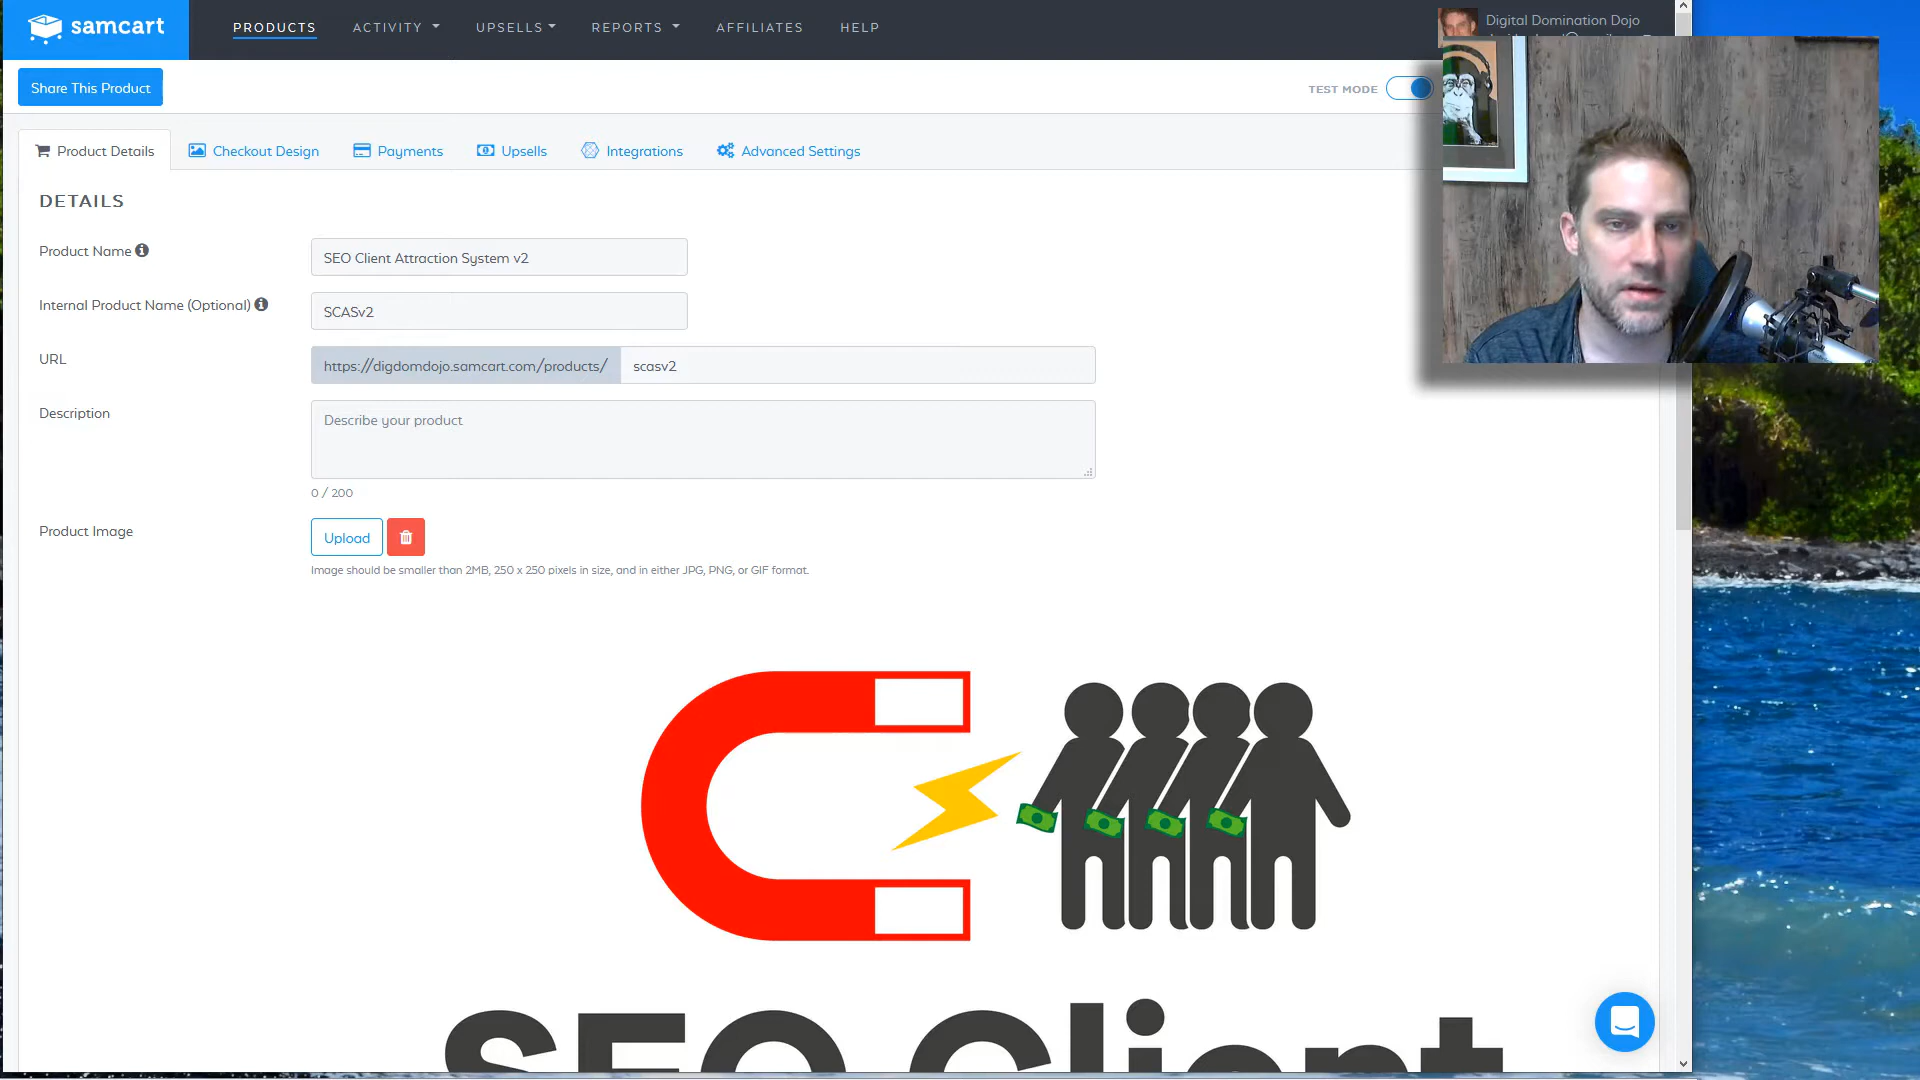 samcart
PRODUCTS
ACTIVITY
UPSELLS
REPORTS
AFFILIATES
HELP
Digital Domination Dojo
Share This Product
TEST MODE
Product Details
Checkout Design
Payments
Upsells
Integrations
Advanced Settings
DETAILS
Product Name
SEO Client Attraction System v2
Internal Product Name (Optional)
SCASv2
URL
https://digdomdojo.samcart.com/products/
scasv2
Description
Describe your product
0 / 200
Product Image
Upload
Image should be smaller than 2MB, 250 x 250 pixels in size, and in either JPG, PNG, or GIF format.
SEO Client